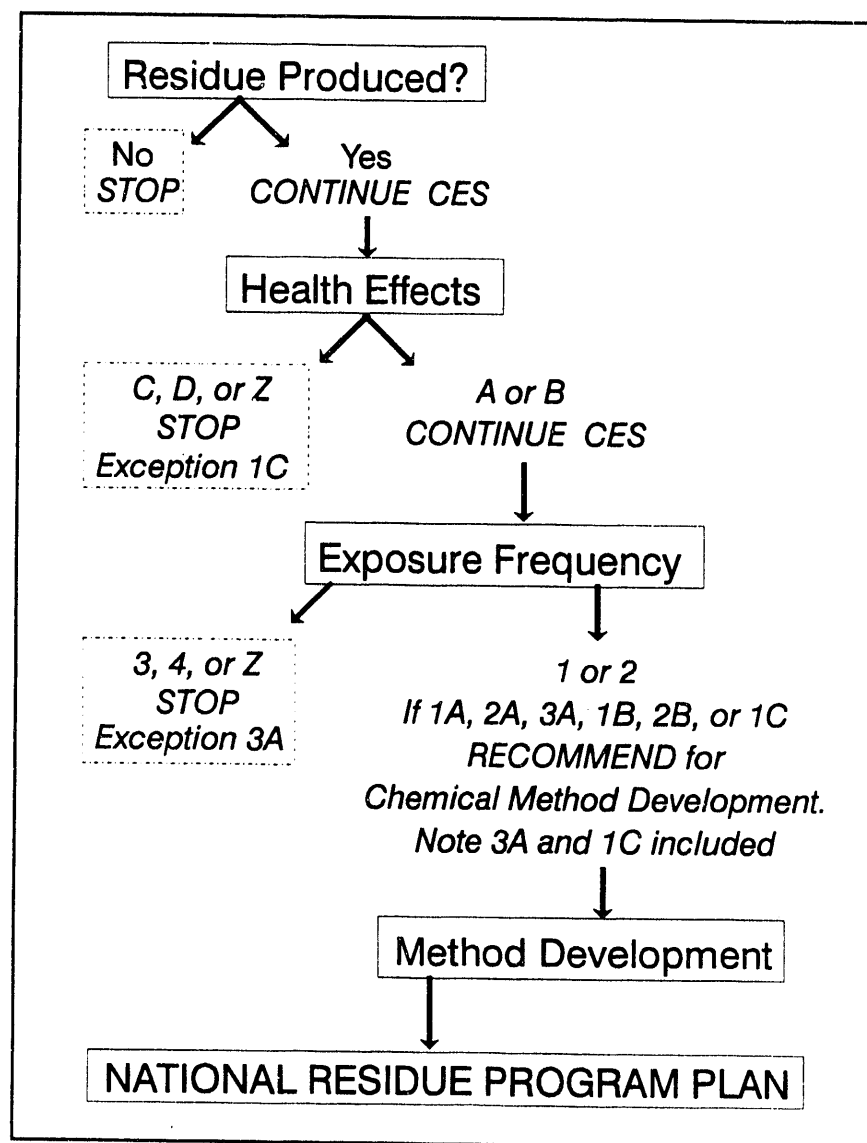 Residue Produced?
No
STOP
Yes
CONTINUE CES
Health Effects
C, D, or Z
STOP
Exception 1C
A or B
CONTINUE CES
Exposure Frequency
3, 4, or Z
STOP
Exception 3A
1 or 2
If 1A, 2A, 3A, 1B, 2B, or 1C
RECOMMEND for
Chemical Method Development.
Note 3A and 1C included
Method Development
NATIONAL RESIDUE PROGRAM PLAN